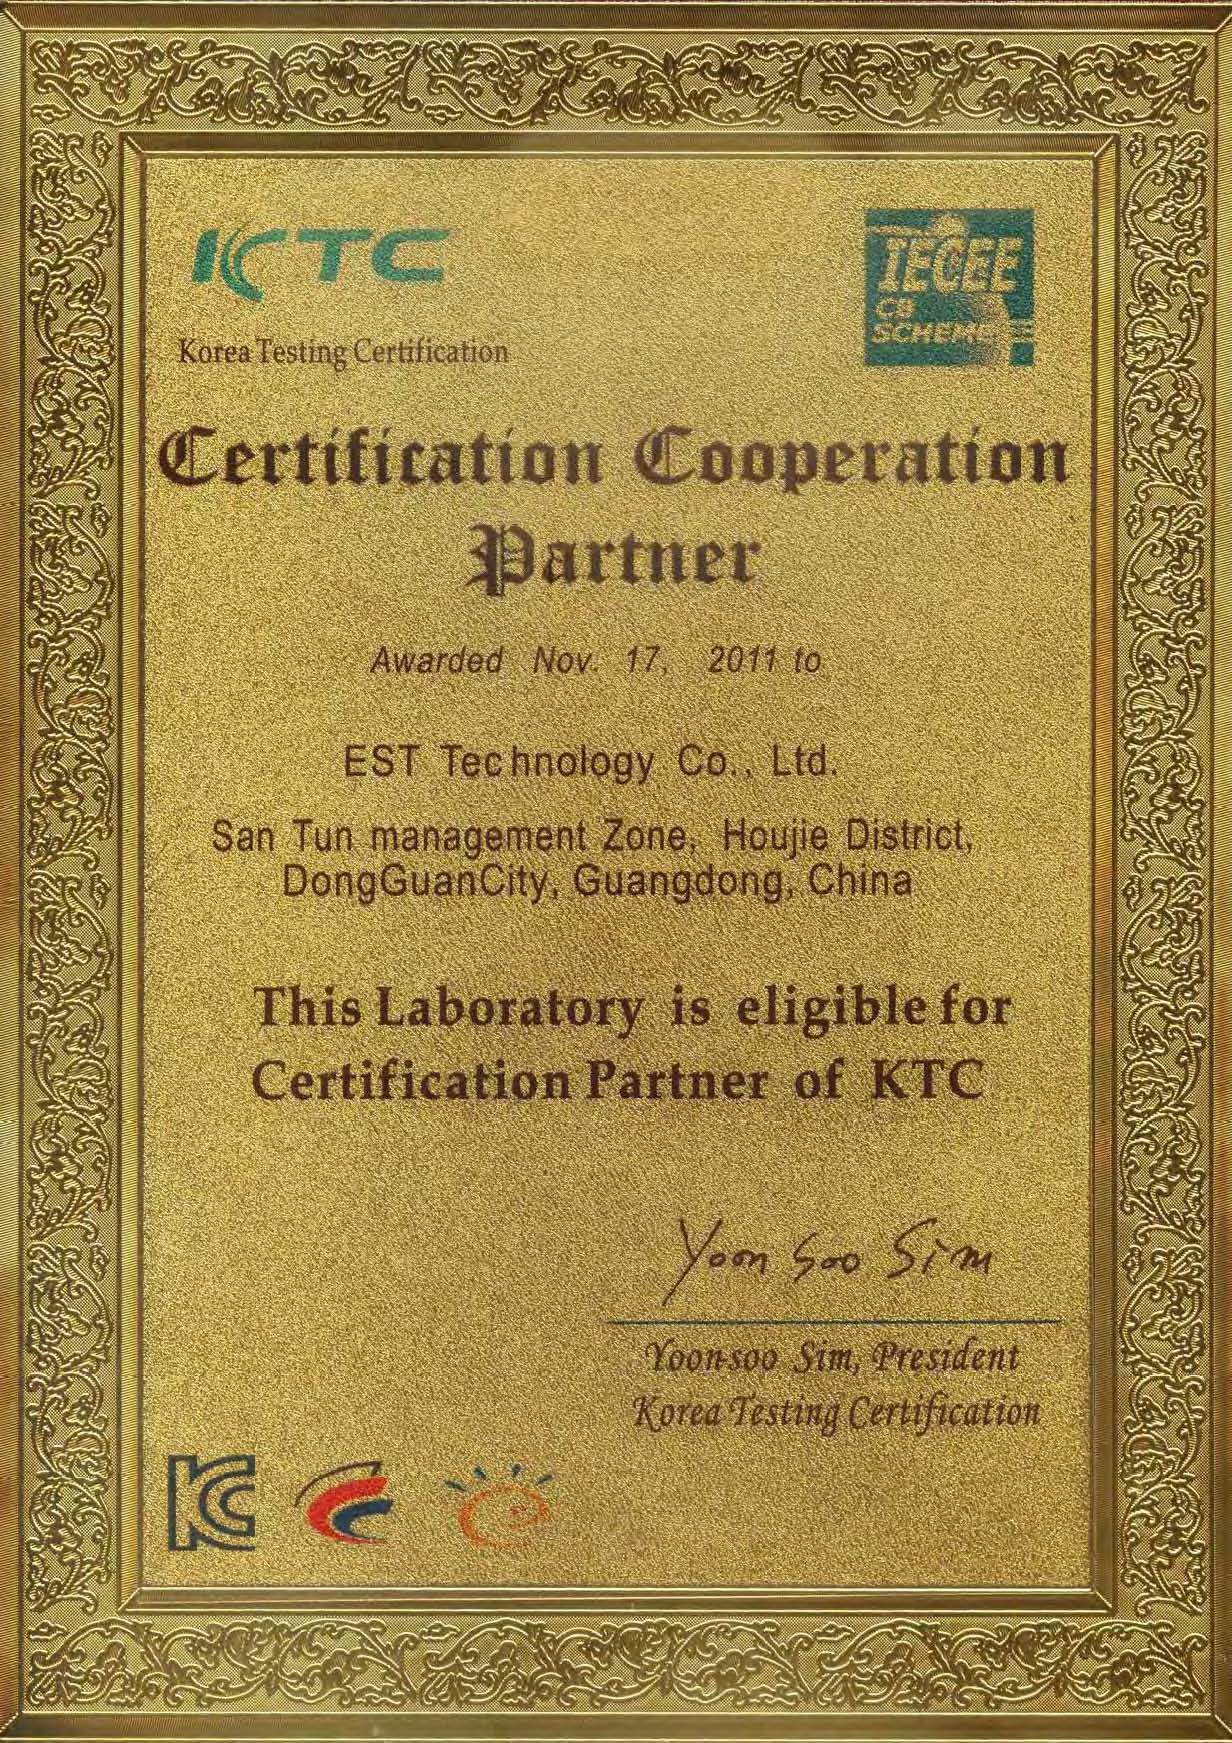 KTC
IECEE
CB
SCHEME
Korea Testing Certification
Certification Cooperation
Partner
Awarded Nov. 17, 2011 to
EST Technology Co., Ltd.
San Tun management Zone, Houjie District,
DongGuanCity, Guangdong, China
This Laboratory is eligible for
Certification Partner of KTC
Yoon Soo Sim
Yoon-soo Sim, President
Korea Testing Certification
KC